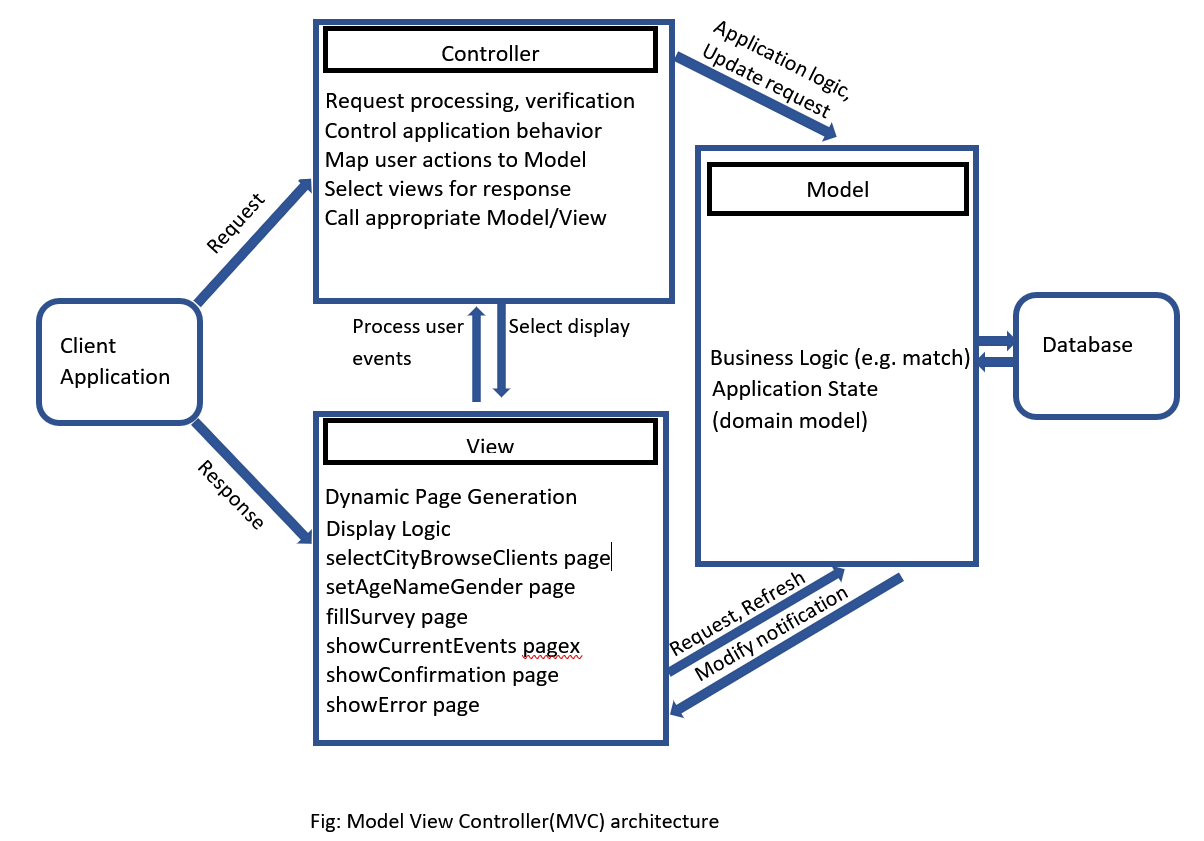 Controller
Request processing, verification
Control application behavior
Map user actions to Model
Select views for response
Call appropriate Model/View
Application logic,
Update request
Model
Business Logic (e.g. match)
Application State
(domain model)
Database
Request
Client
Application
Response
Process user
events
Select display
View
Dynamic Page Generation
Display Logic
selectCityBrowseClients page
setAgeNameGender page
fillSurvey page
showCurrentEvents pagex
showConfirmation page
showError page
Request, Refresh
Modify notification
Fig: Model View Controller(MVC) architecture